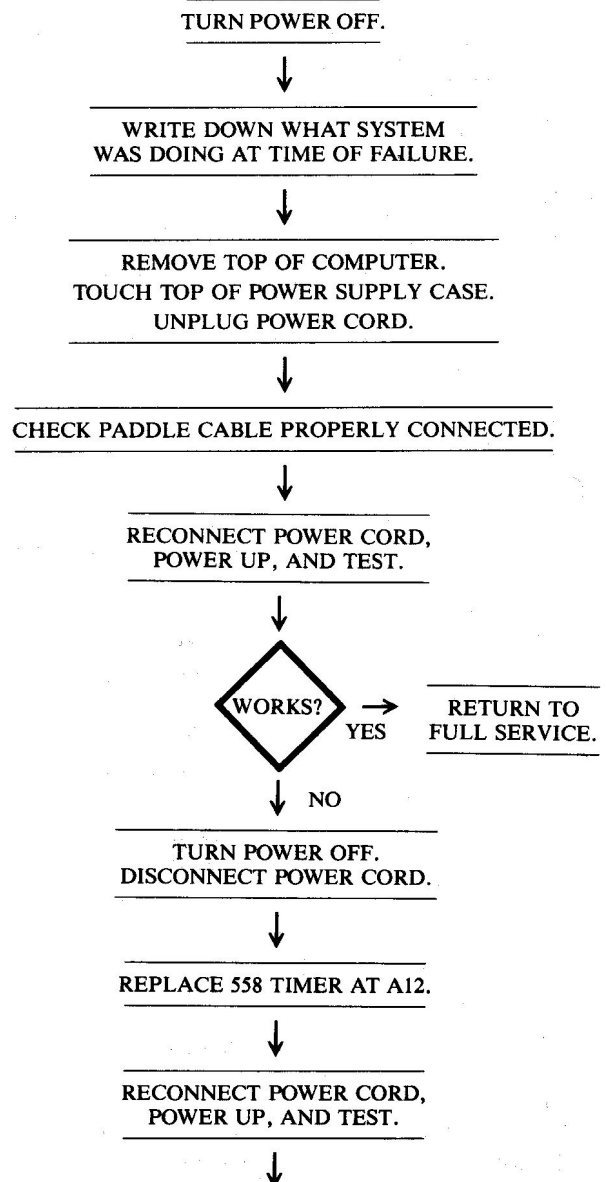 TURN POWER OFF.
WRITE DOWN WHAT SYSTEM
WAS DOING AT TIME OF FAILURE.
REMOVE TOP OF COMPUTER.
TOUCH TOP OF POWER SUPPLY CASE.
UNPLUG POWER CORD.
CHECK PADDLE CABLE PROPERLY CONNECTED.
RECONNECT POWER CORD,
POWER UP, AND TEST.
WORKS?
YES
RETURN TO
FULL SERVICE.
NO
TURN POWER OFF.
DISCONNECT POWER CORD.
REPLACE 558 TIMER AT A12.
RECONNECT POWER CORD,
POWER UP, AND TEST.